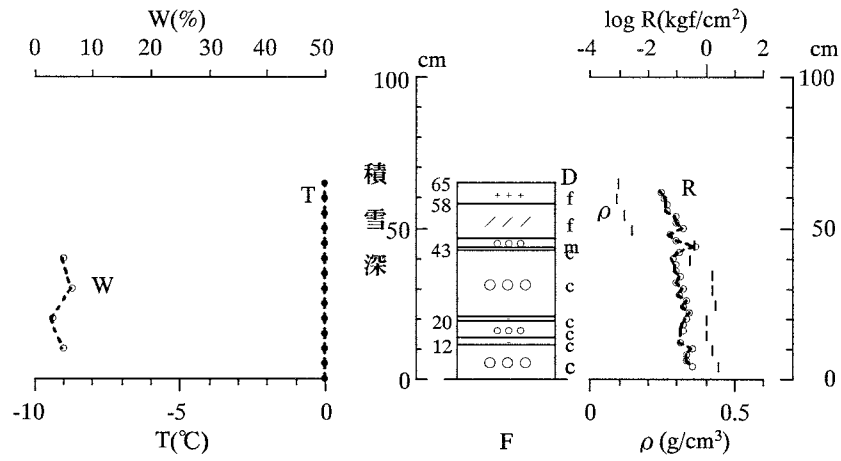 W(%)
0 10 20 30 40 50
log R(kgf/cm²)
-4 -2 0 2
cm cm
100 100
T
積
雪
深
D
65 f
58
f
m
43 c
c
20 c
c
12 c
c
R
ρ
50 50
W
0 0
-10 -5 0
T(℃)
F
0 0.5
ρ (g/cm³)